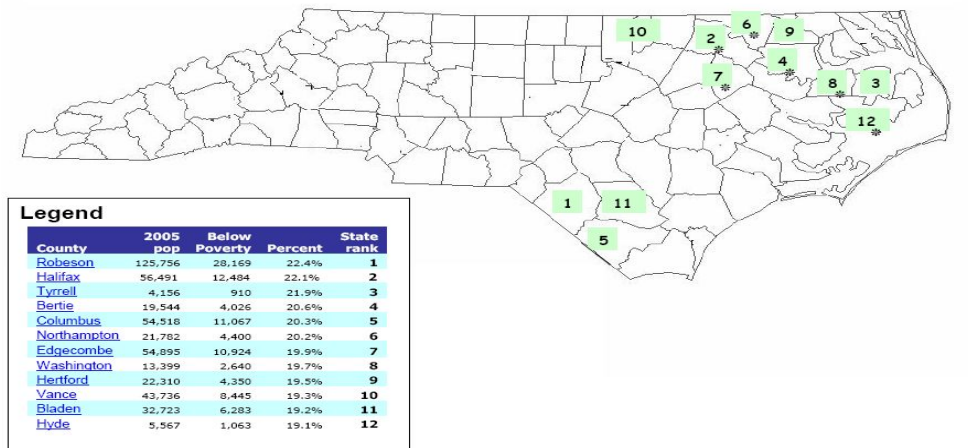 6
10
9
2
4
7
8
3
12
1
11
5
Legend
County 2005 pop Below Poverty Percent State rank
Robeson 125,756 28,169 22.4% 1
Halifax 56,491 12,484 22.1% 2
Tyrrell 4,156 910 21.9% 3
Bertie 19,544 4,026 20.6% 4
Columbus 54,518 11,067 20.3% 5
Northampton 21,782 4,400 20.2% 6
Edgecombe 54,895 10,924 19.9% 7
Washington 13,399 2,640 19.7% 8
Hertford 22,310 4,350 19.5% 9
Vance 43,736 8,445 19.3% 10
Bladen 32,723 6,283 19.2% 11
Hyde 5,567 1,063 19.1% 12